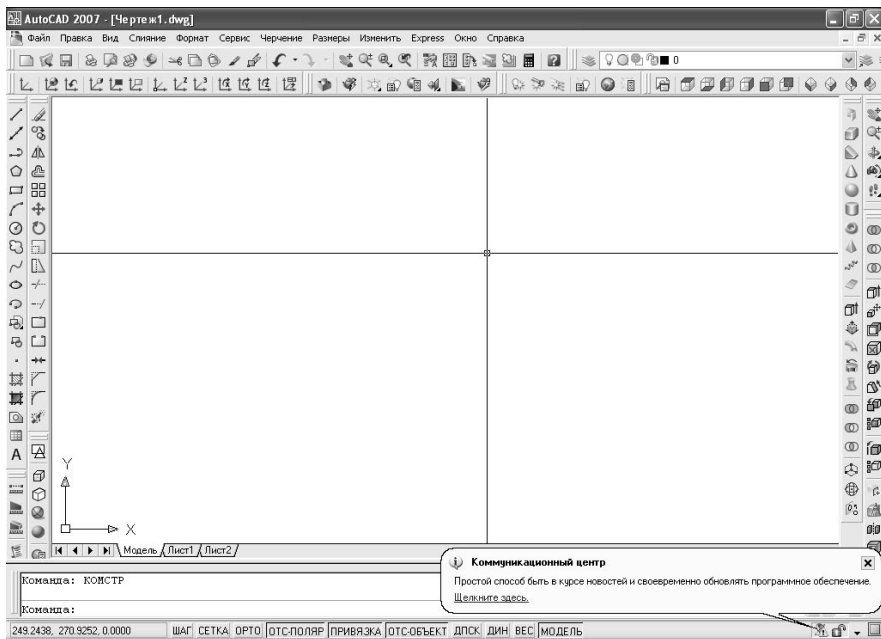 AutoCAD 2007 - [Чертеж1.dwg]
Файл Правка Вид Слияние Формат Сервис Черчение Размеры Изменить Express Окно Справка
0
A
Y
X
Модель Лист1 Лист2
Коммуникационный центр
Простой способ быть в курсе новостей и своевременно обновлять программное обеспечение.
Щелкните здесь.
Команда: КОМСТР
Команда:
249.2438, 270.9252, 0.0000 ШАГ СЕТКА ОРТО ОТС-ПОЛЯР ПРИВЯЗКА ОТС-ОБЪЕКТ ДПСК ДИН ВЕС МОДЕЛЬ